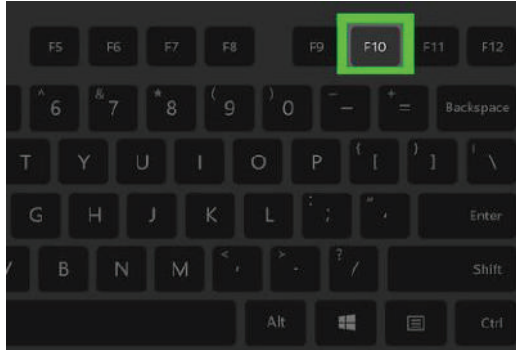 F5 F6 F7 F8 F9 F10 F11 F12
^ 6 & 7 * 8 ( 9 ) 0 _ - + = Backspace
T Y U I O P { [ } ] | \
G H J K L : ; " ' Enter
V B N M < , > . ? / Shift
Alt Ctrl